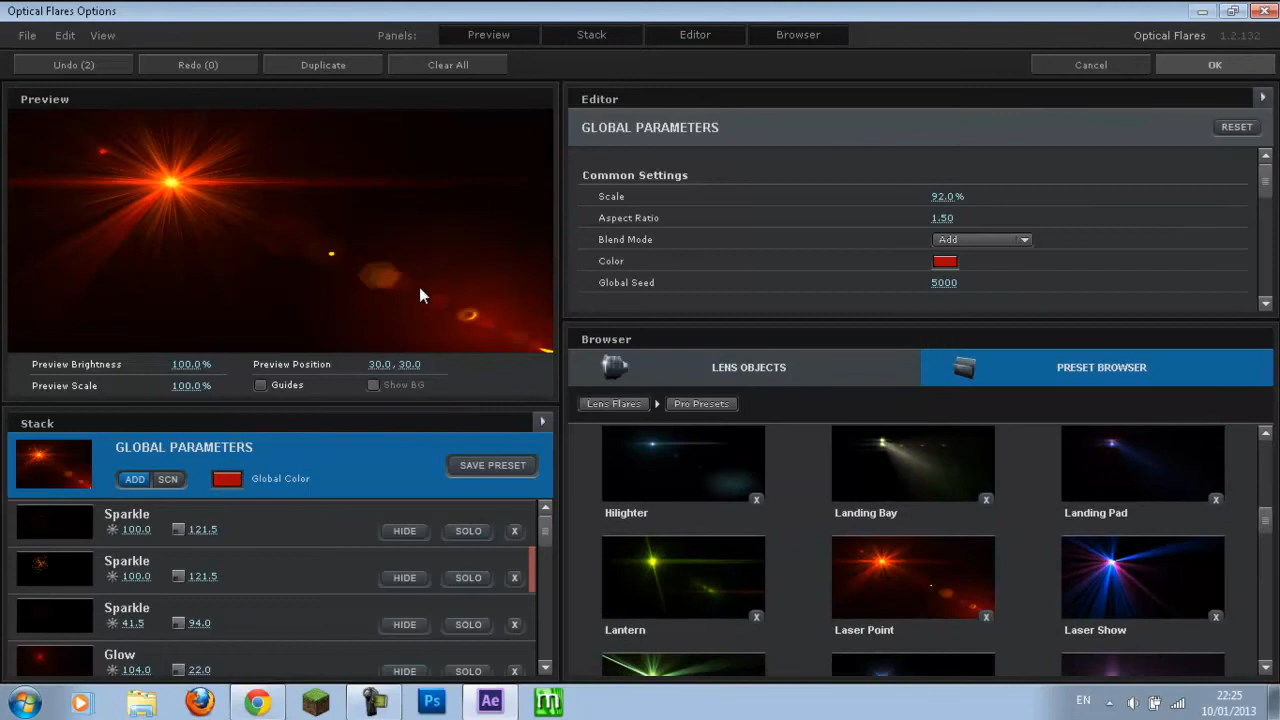 Optical Flares Options
File Edit View Panels: Preview Stack Editor Browser Optical Flares 1.2.132
Undo (2) Redo (0) Duplicate Clear All Cancel OK
Preview
Preview Brightness 100.0% Preview Position 30.0, 30.0
Preview Scale 100.0% Guides Show BG
Stack
GLOBAL PARAMETERS
ADD SCN Global Color SAVE PRESET
Sparkle
100.0 121.5 HIDE SOLO X
Sparkle
100.0 121.5 HIDE SOLO X
Sparkle
41.5 94.0 HIDE SOLO X
Glow
104.0 22.0 HIDE SOLO X
Editor
GLOBAL PARAMETERS RESET
Common Settings
Scale 92.0%
Aspect Ratio 1.50
Blend Mode Add
Color
Global Seed 5000
Browser
LENS OBJECTS PRESET BROWSER
Lens Flares Pro Presets
X X X
Hilighter Landing Bay Landing Pad
X X X
Lantern Laser Point Laser Show
Ps Ae m EN 22:25
10/01/2013